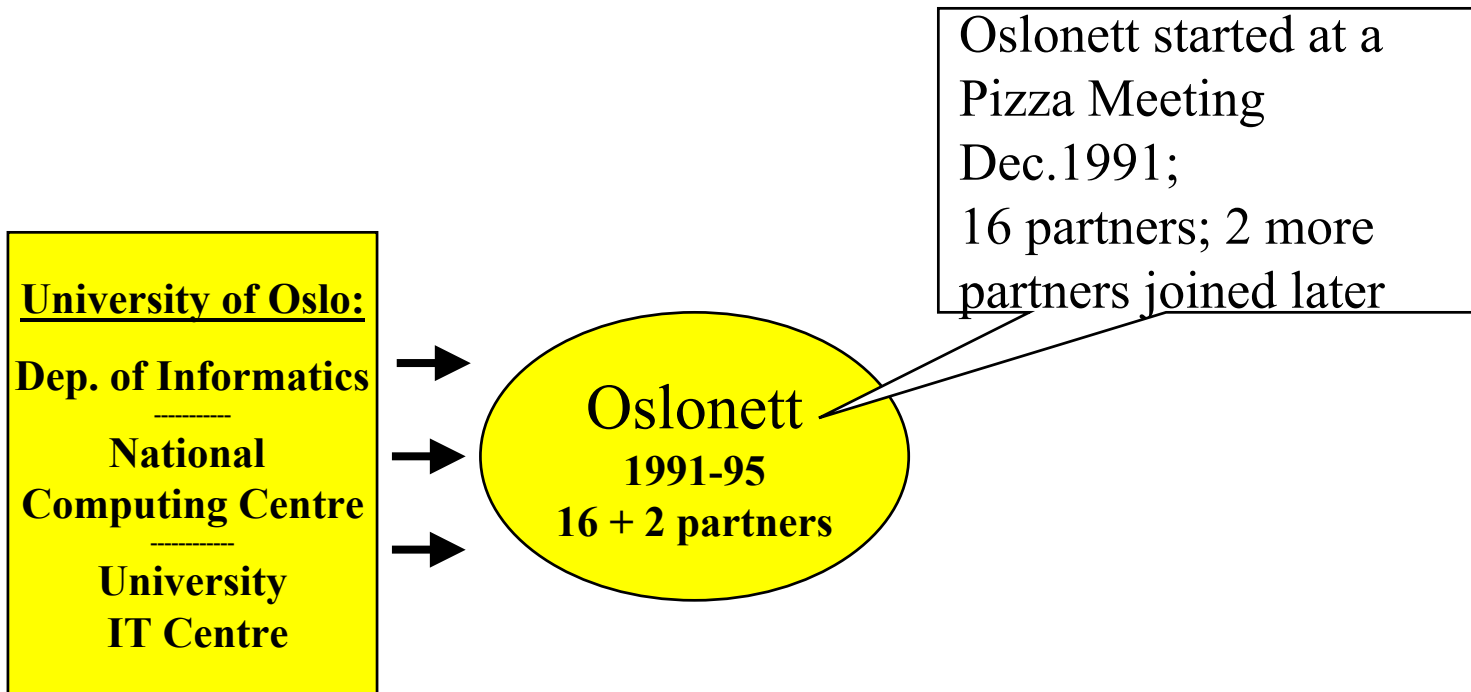 University of Oslo:
Dep. of Informatics
-----------
National
Computing Centre
------------
University
IT Centre
Oslonett
1991-95
16 + 2 partners
Oslonett started at a
Pizza Meeting
Dec.1991;
16 partners; 2 more
partners joined later